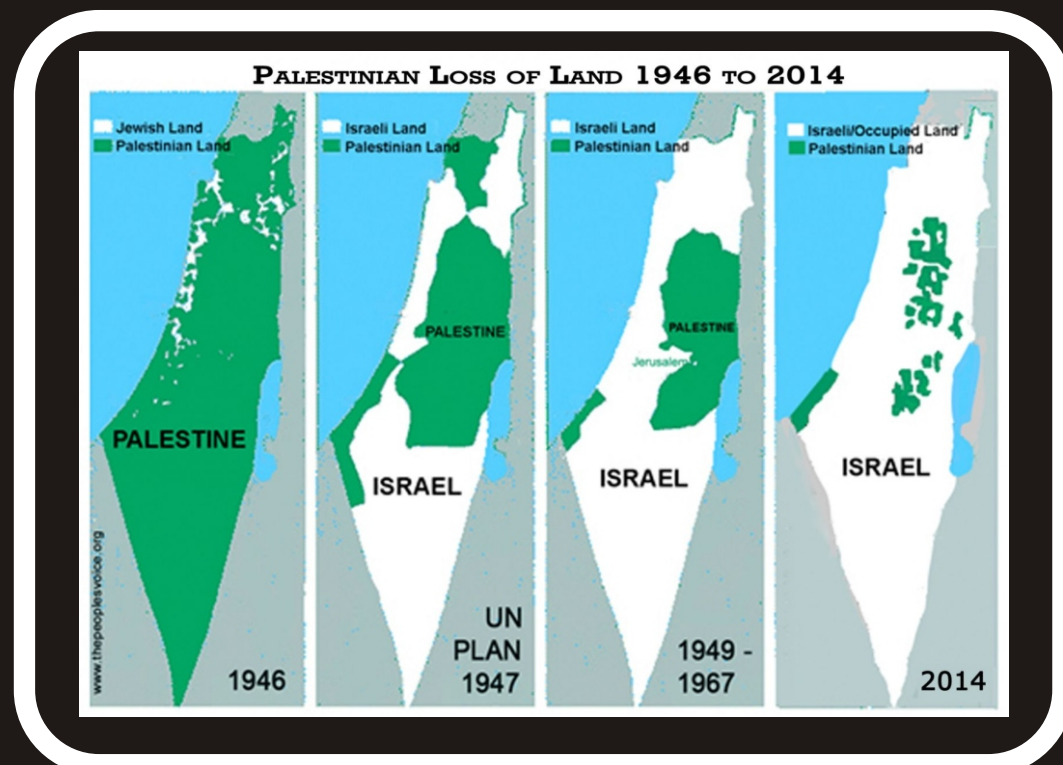 PALESTINIAN LOSS OF LAND 1946 TO 2014
Jewish Land
Palestinian Land
PALESTINE
www.thepeoplesvoice.org
1946
Israeli Land
Palestinian Land
PALESTINE
ISRAEL
UN
PLAN
1947
Israeli Land
Palestinian Land
PALESTINE
Jerusalem
ISRAEL
1949 -
1967
Israeli/Occupied Land
Palestinian Land
ISRAEL
2014